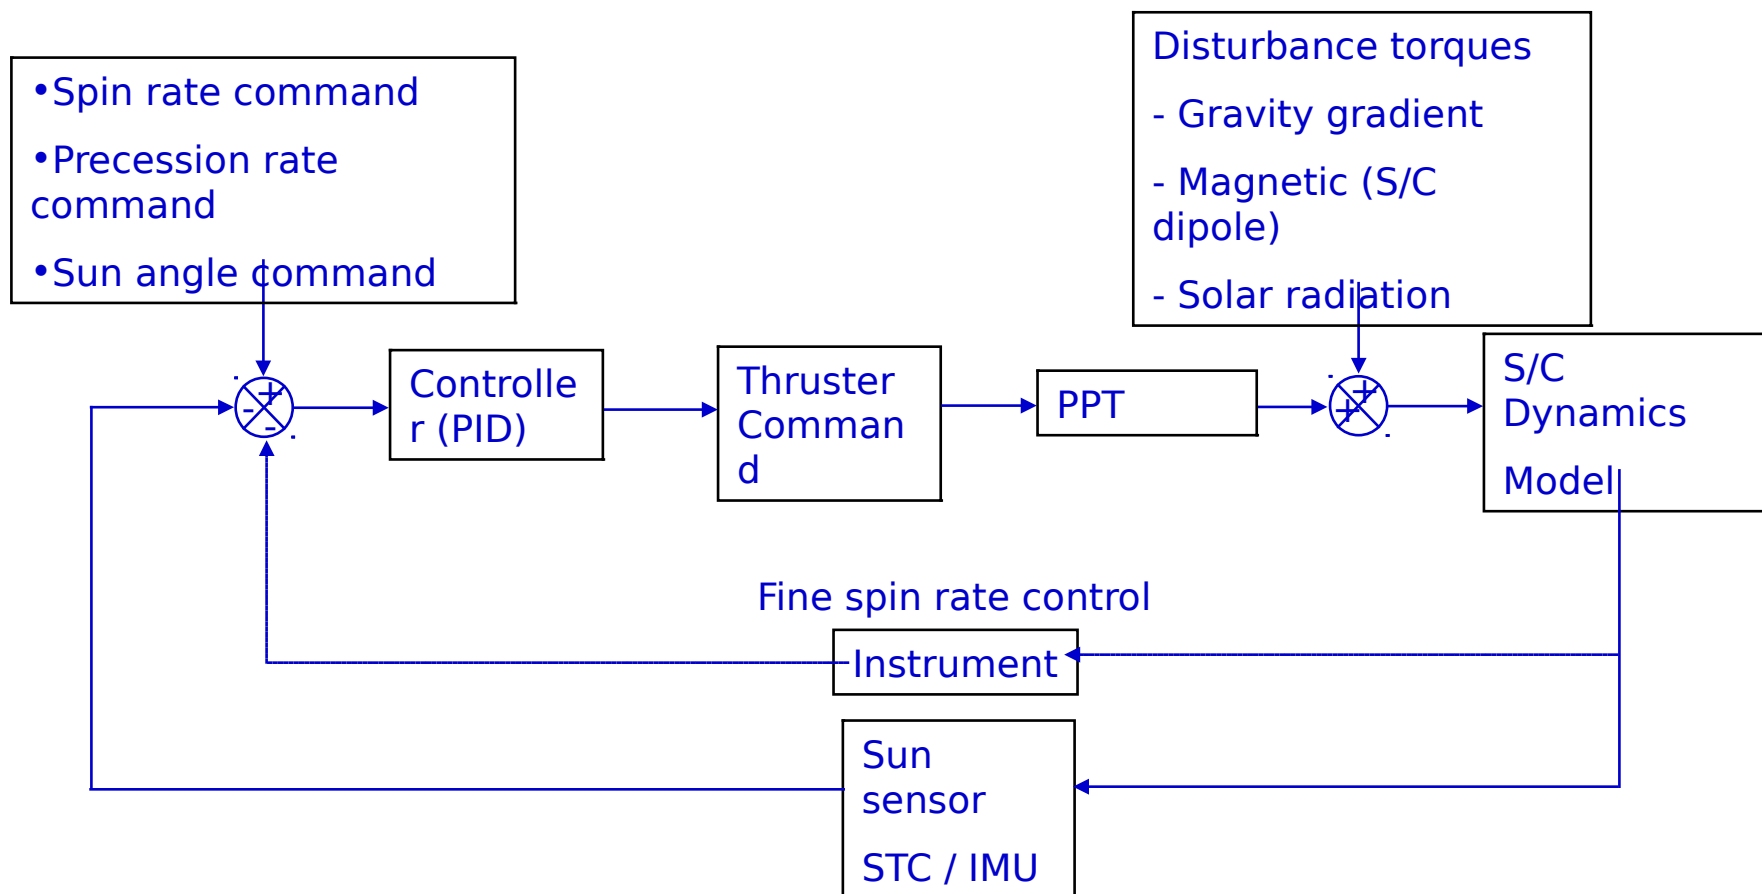 •Spin rate command
•Precession rate
command
•Sun angle command
Disturbance torques
- Gravity gradient
- Magnetic (S/C
dipole)
- Solar radiation
+
-
-
Controlle
r (PID)
Thruster
Comman
d
PPT
+
+
S/C
Dynamics
Model
Fine spin rate control
Instrument
Sun
sensor
STC / IMU